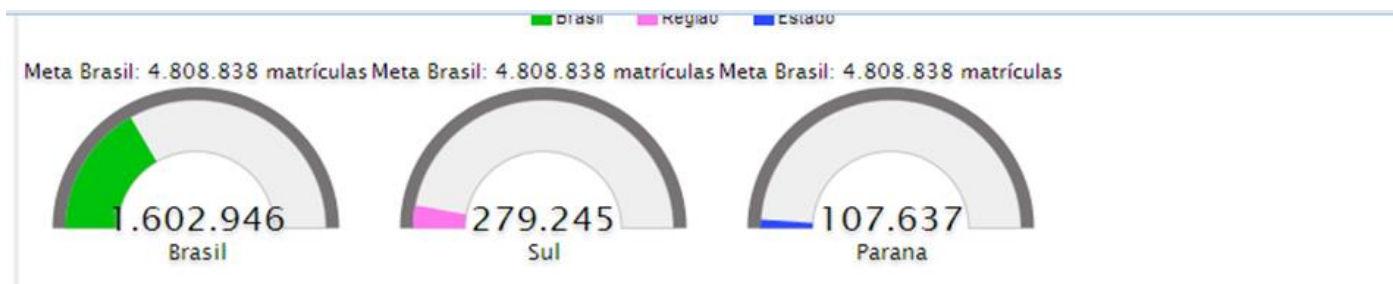 Brasil Região Estado
Meta Brasil: 4.808.838 matrículas Meta Brasil: 4.808.838 matrículas Meta Brasil: 4.808.838 matrículas
1.602.946 279.245 107.637
Brasil Sul Parana